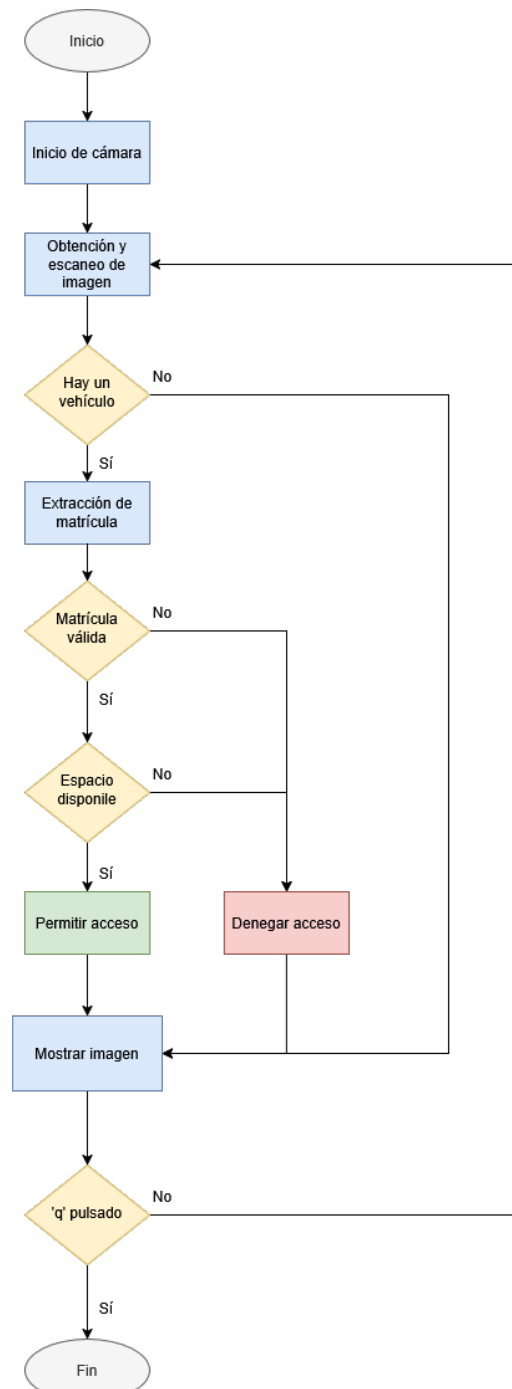 Inicio
Inicio de cámara
Obtención y
escaneo de
imagen
Hay un
vehículo
No
Sí
Extracción de
matrícula
Matrícula
válida
No
Sí
Espacio
disponile
No
Sí
Permitir acceso
Denegar acceso
Mostrar imagen
'q' pulsado
No
Sí
Fin